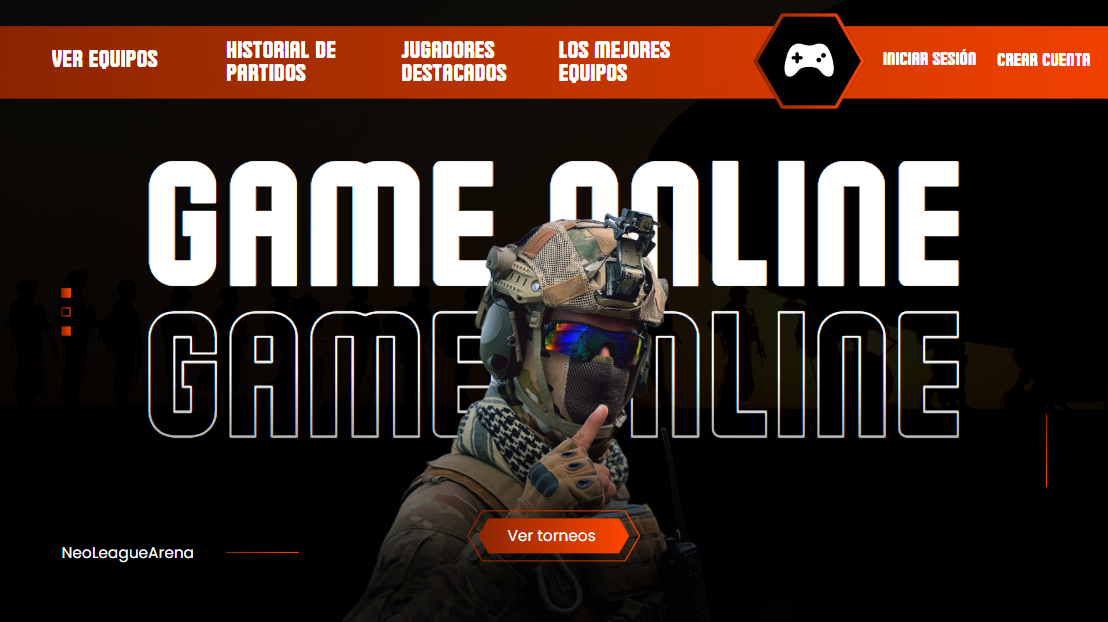 VER EQUIPOS
HISTORIAL DE
PARTIDOS
JUGADORES
DESTACADOS
LOS MEJORES
EQUIPOS
INICIAR SESIÓN
CREAR CUENTA
GAME ONLINE
GAME ONLINE
Ver torneos
NeoLeagueArena